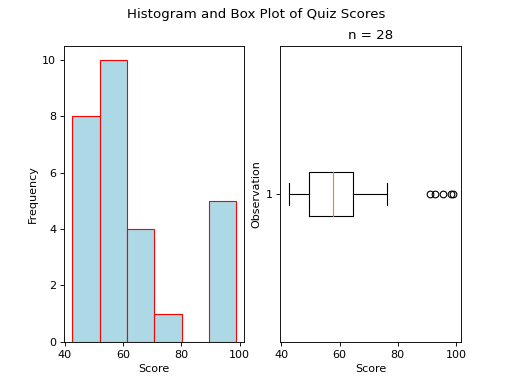 Histogram and Box Plot of Quiz Scores
10
8
6
4
2
0
40 60 80 100
Score
Frequency
n = 28
1
40 60 80 100
Score
Observation